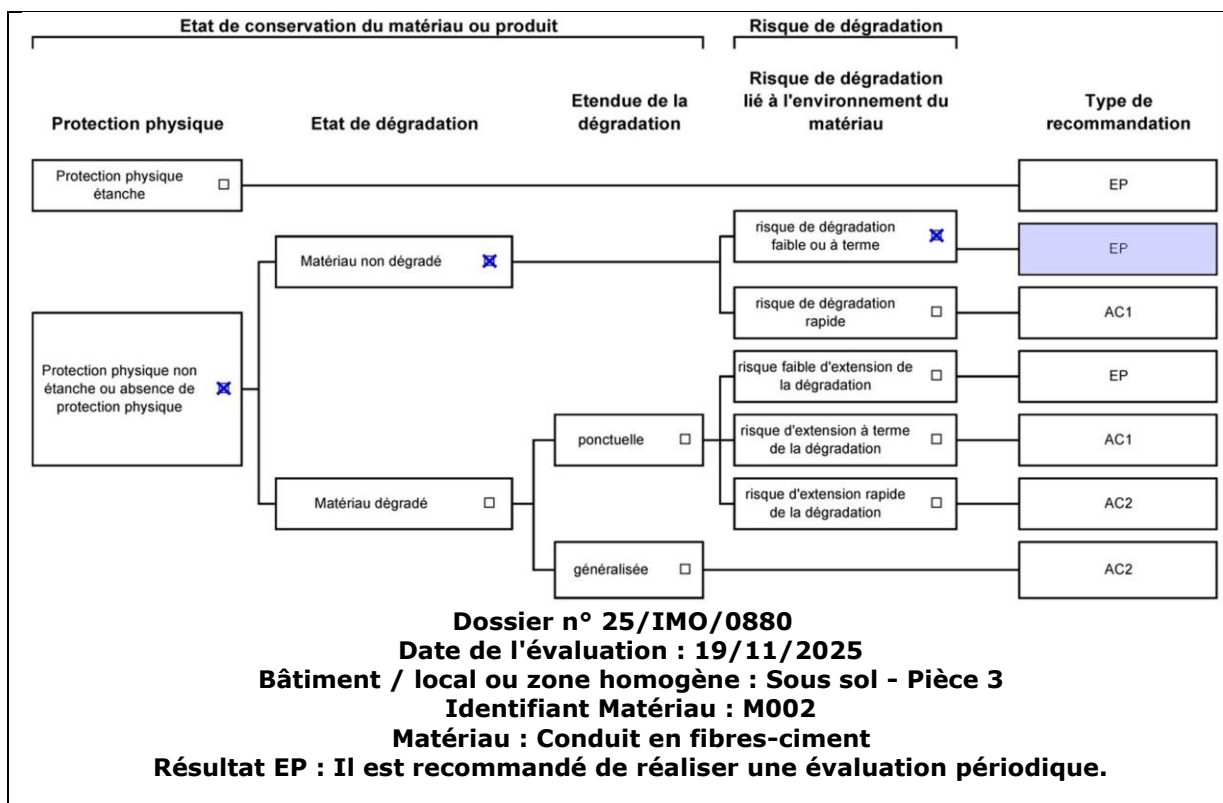 Etat de conservation du matériau ou produit
Risque de dégradation
Protection physique
Etat de dégradation
Etendue de la
dégradation
Risque de dégradation
lié à l'environnement du
matériau
Type de
recommandation
Protection physique
étanche
EP
risque de dégradation
faible ou à terme
EP
Matériau non dégradé
risque de dégradation
rapide
AC1
Protection physique non
étanche ou absence de
protection physique
risque faible d'extension de
la dégradation
EP
ponctuelle
risque d'extension à terme
de la dégradation
AC1
Matériau dégradé
risque d'extension rapide
de la dégradation
AC2
généralisée
AC2
Dossier n° 25/IMO/0880
Date de l'évaluation : 19/11/2025
Bâtiment / local ou zone homogène : Sous sol - Pièce 3
Identifiant Matériau : M002
Matériau : Conduit en fibres-ciment
Résultat EP : Il est recommandé de réaliser une évaluation périodique.